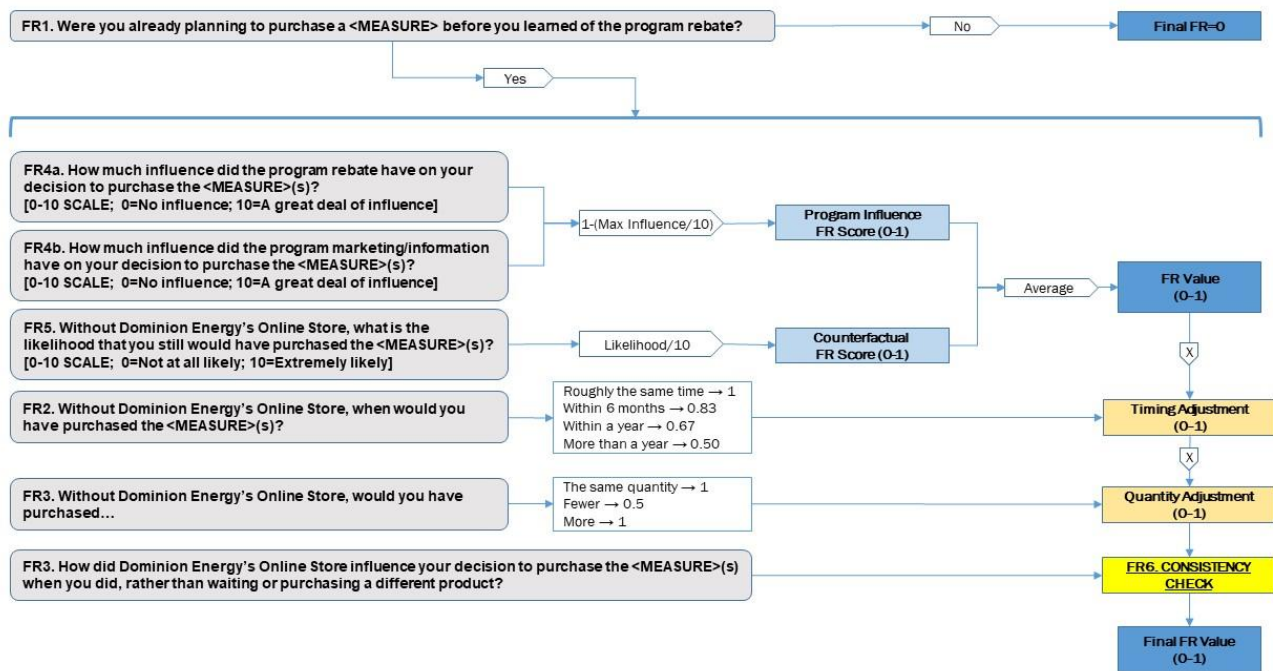 FR1. Were you already planning to purchase a <MEASURE> before you learned of the program rebate?
No
Final FR=0
Yes
FR4a. How much influence did the program rebate have on your
decision to purchase the <MEASURE>(s)?
[0-10 SCALE; 0=No influence; 10=A great deal of influence]
FR4b. How much influence did the program marketing/information
have on your decision to purchase the <MEASURE>(s)?
[0-10 SCALE; 0=No influence; 10=A great deal of influence]
1-(Max Influence/10)
Program Influence
FR Score (0-1)
Average
FR Value
(0-1)
FR5. Without Dominion Energy's Online Store, what is the
likelihood that you still would have purchased the <MEASURE>(s)?
[0-10 SCALE; 0=Not at all likely; 10=Extremely likely]
Likelihood/10
Counterfactual
FR Score (0-1)
X
FR2. Without Dominion Energy's Online Store, when would you
have purchased the <MEASURE>(s)?
Roughly the same time → 1
Within 6 months → 0.83
Within a year → 0.67
More than a year → 0.50
Timing Adjustment
(0-1)
X
FR3. Without Dominion Energy's Online Store, would you have
purchased…
The same quantity → 1
Fewer → 0.5
More → 1
Quantity Adjustment
(0-1)
FR3. How did Dominion Energy's Online Store influence your decision to purchase the <MEASURE>(s)
when you did, rather than waiting or purchasing a different product?
FR6. CONSISTENCY
CHECK
Final FR Value
(0-1)